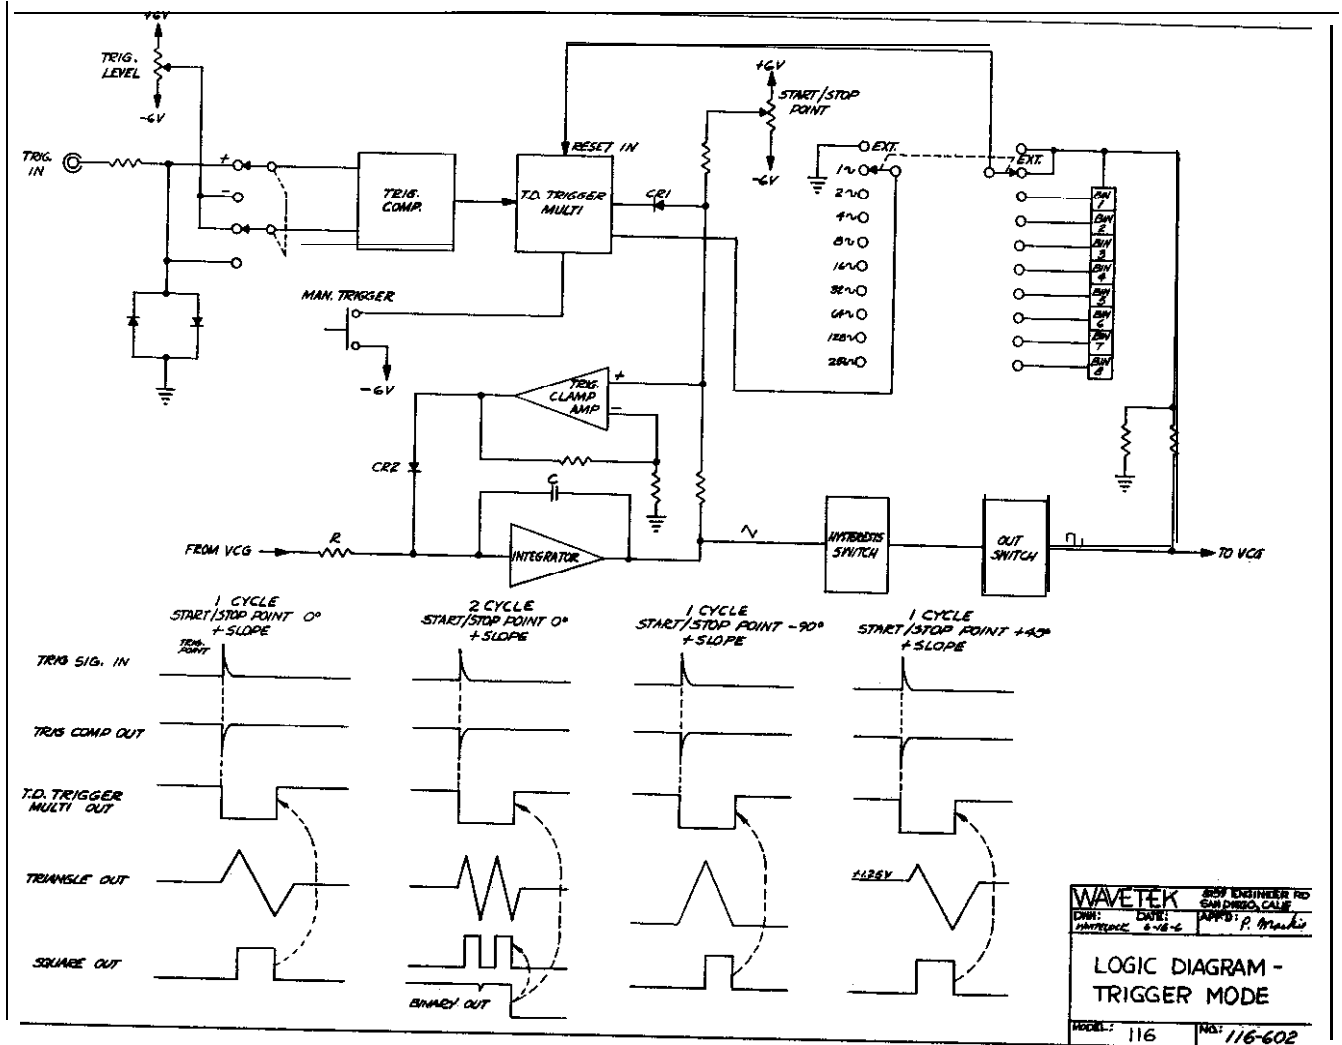 +6V
TRIG.
LEVEL
-6V
TRIG.
IN
+
-
TRIG.
COMP.
T.D. TRIGGER
MULTI
RESET IN
CR1
+6V
START/STOP
POINT
-6V
EXT.
1~
2~
4~
8~
16~
32~
64~
128~
EXT.
BIN
1
BIN
2
BIN
3
BIN
4
BIN
5
BIN
6
BIN
7
BIN
8
MAN. TRIGGER
-6V
TRIG.
CLAMP
AMP
+
-
CR2
C
FROM VCG
R
INTEGRATOR
HYSTERESIS
SWITCH
OUT
SWITCH
TO VCG
1 CYCLE
START/STOP POINT 0°
+ SLOPE
2 CYCLE
START/STOP POINT 0°
+ SLOPE
1 CYCLE
START/STOP POINT -90°
+ SLOPE
1 CYCLE
START/STOP POINT +45°
+ SLOPE
TRIG.
POINT
TRIG SIG. IN
TRIG COMP OUT
T.D. TRIGGER
MULTI OUT
TRIANGLE OUT
+1.25V
SQUARE OUT
BINARY OUT
WAVETEK
ENGINEER RD
SAN DIEGO, CALIF
DWN:
DATE:
APP'D:
LOGIC DIAGRAM -
TRIGGER MODE
MODEL: 116
NO: 116-602